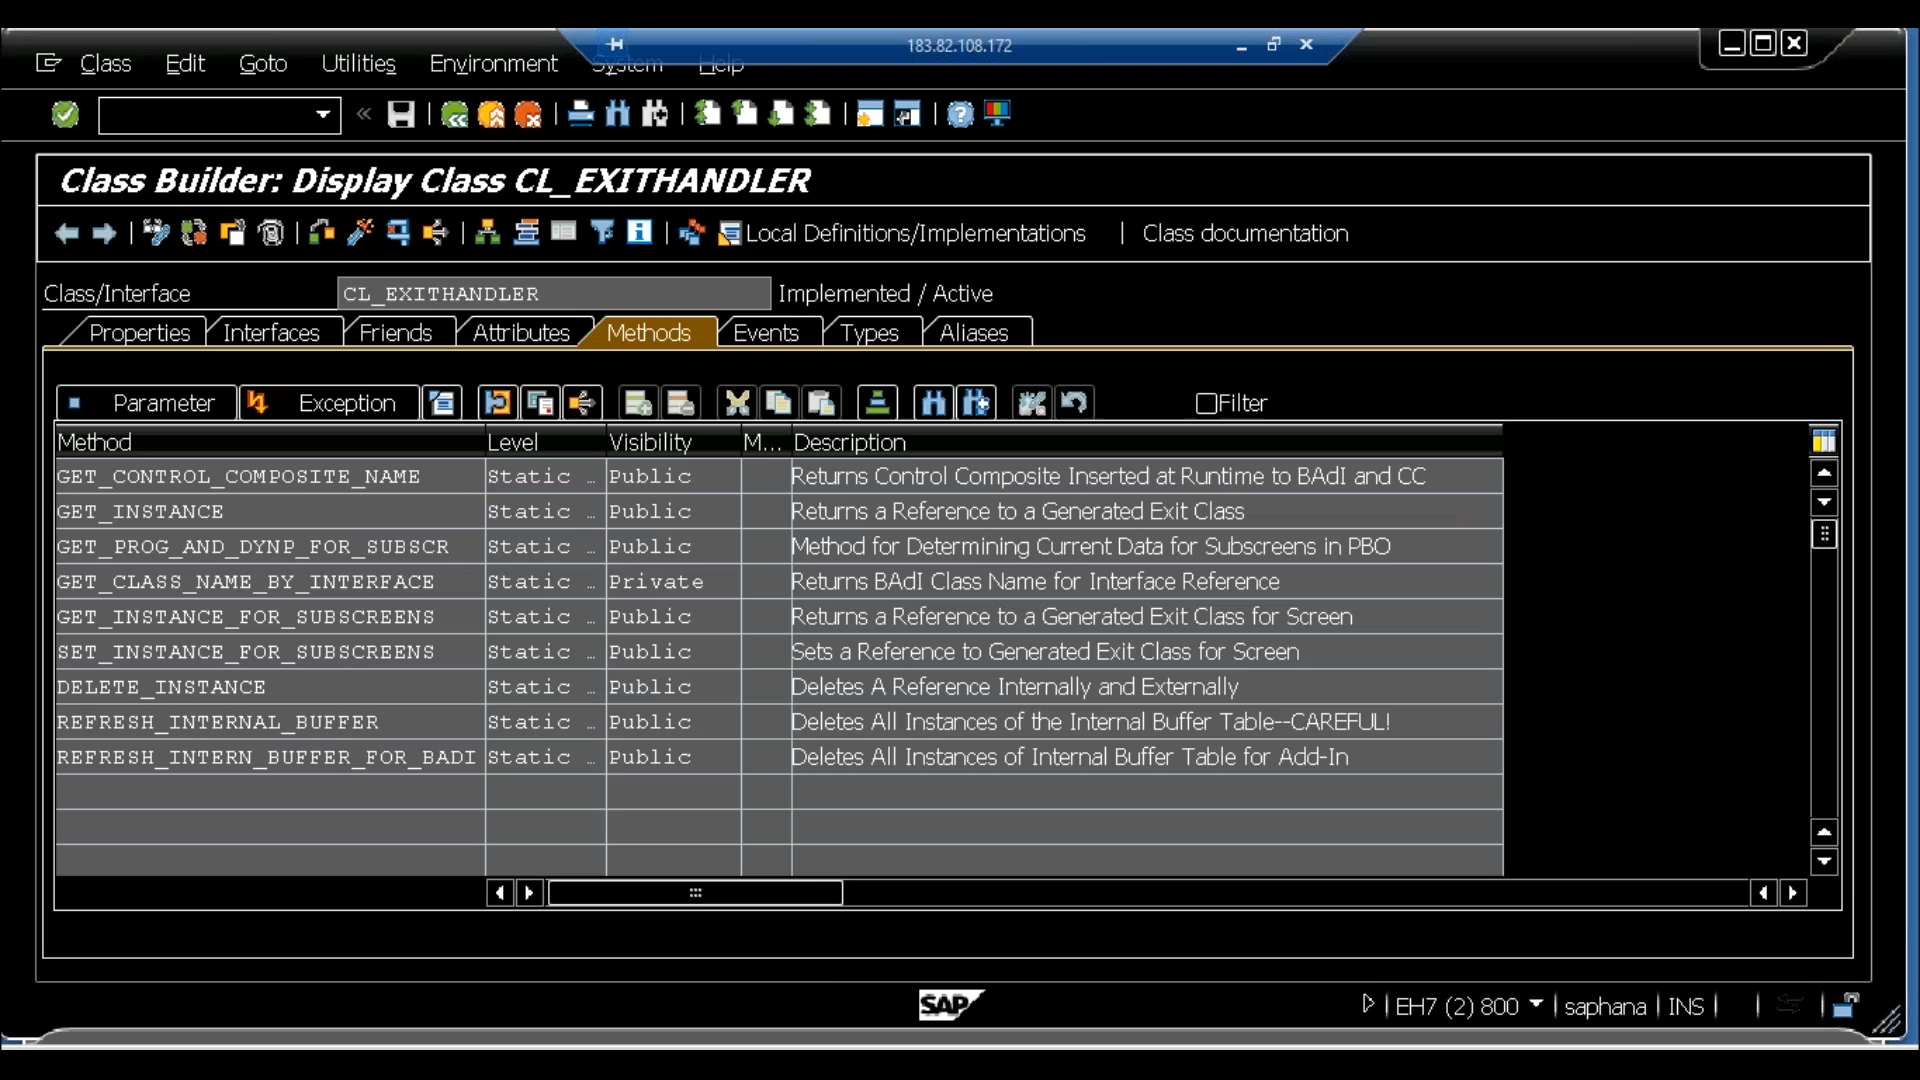 183.82.108.172
Class Edit Goto Utilities Environment System Help
Class Builder: Display Class CL_EXITHANDLER
Local Definitions/Implementations | Class documentation
Class/Interface CL_EXITHANDLER Implemented / Active
Properties Interfaces Friends Attributes Methods Events Types Aliases
Parameter Exception Filter
Method Level Visibility M... Description
GET_CONTROL_COMPOSITE_NAME Static … Public Returns Control Composite Inserted at Runtime to BAdI and CC
GET_INSTANCE Static … Public Returns a Reference to a Generated Exit Class
GET_PROG_AND_DYNP_FOR_SUBSCR Static … Public Method for Determining Current Data for Subscreens in PBO
GET_CLASS_NAME_BY_INTERFACE Static … Private Returns BAdI Class Name for Interface Reference
GET_INSTANCE_FOR_SUBSCREENS Static … Public Returns a Reference to a Generated Exit Class for Screen
SET_INSTANCE_FOR_SUBSCREENS Static … Public Sets a Reference to Generated Exit Class for Screen
DELETE_INSTANCE Static … Public Deletes A Reference Internally and Externally
REFRESH_INTERNAL_BUFFER Static … Public Deletes All Instances of the Internal Buffer Table--CAREFUL!
REFRESH_INTERN_BUFFER_FOR_BADI Static … Public Deletes All Instances of Internal Buffer Table for Add-In
SAP EH7 (2) 800 saphana INS